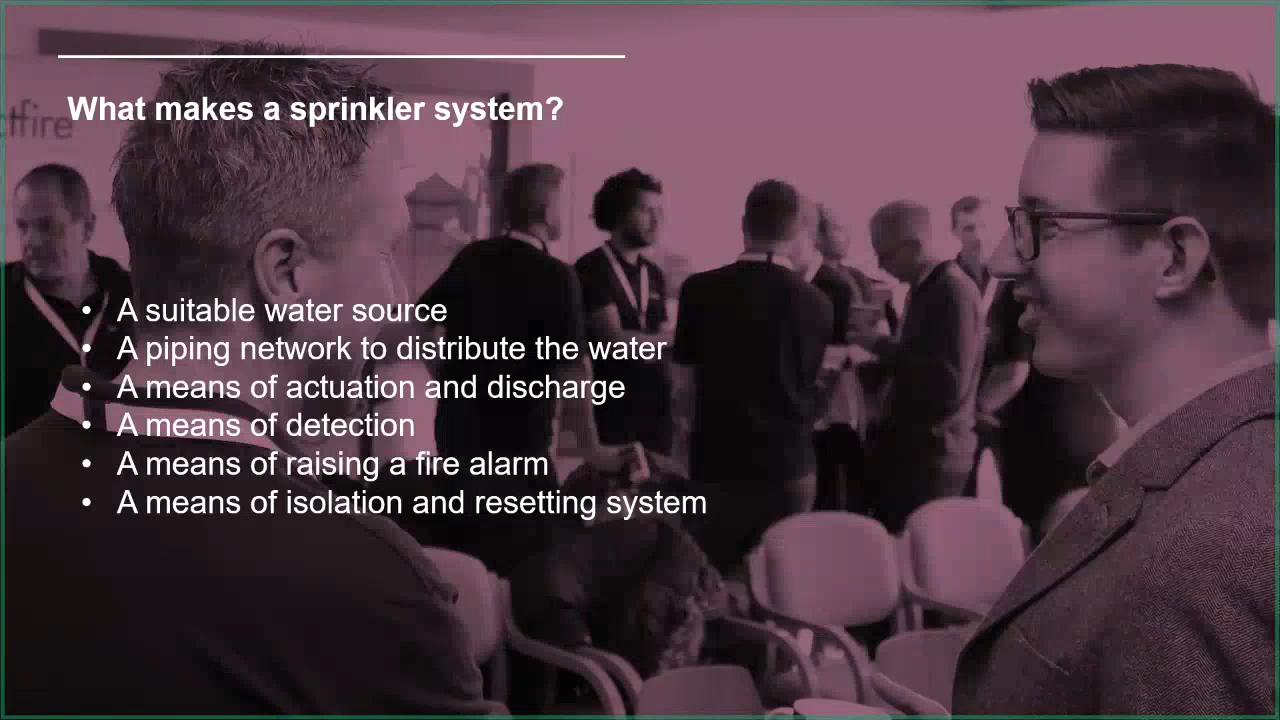 What makes a sprinkler system?
tfire
• A suitable water source
• A piping network to distribute the water
• A means of actuation and discharge
• A means of detection
• A means of raising a fire alarm
• A means of isolation and resetting system